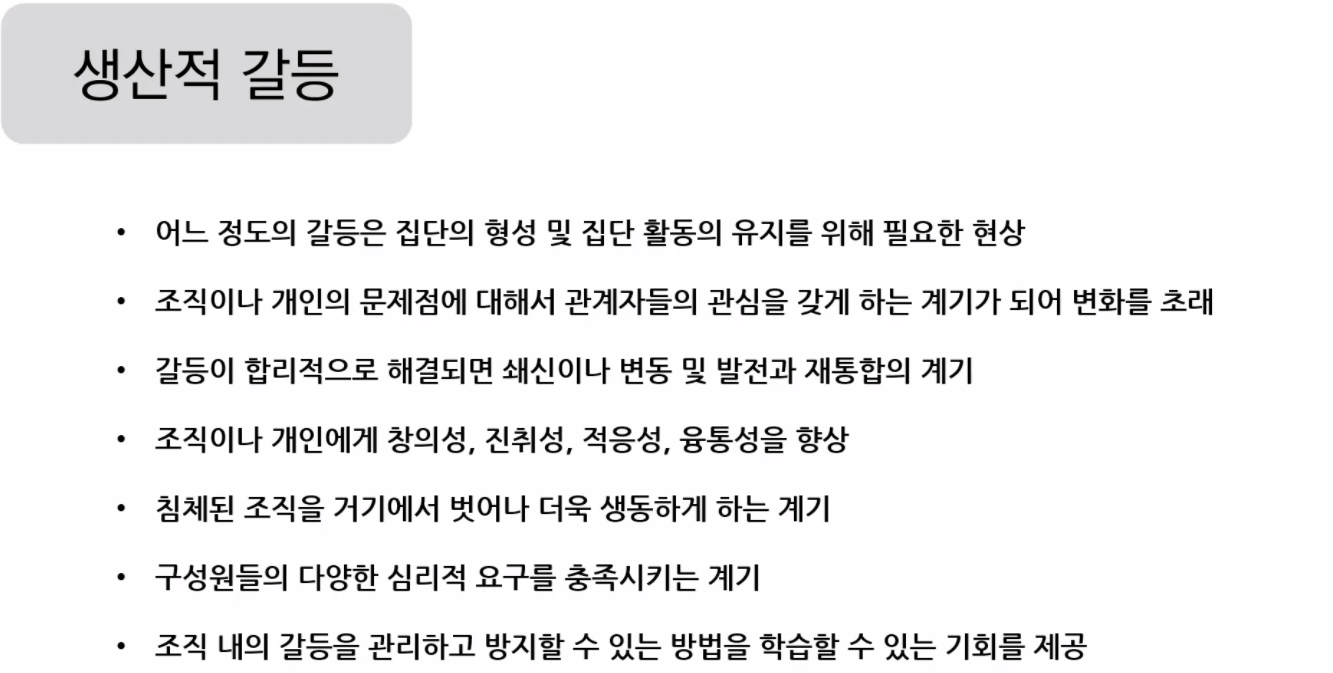 생산적 갈등
• 어느 정도의 갈등은 집단의 형성 및 집단 활동의 유지를 위해 필요한 현상
• 조직이나 개인의 문제점에 대해서 관계자들의 관심을 갖게 하는 계기가 되어 변화를 초래
• 갈등이 합리적으로 해결되면 쇄신이나 변동 및 발전과 재통합의 계기
• 조직이나 개인에게 창의성, 진취성, 적응성, 융통성을 향상
• 침체된 조직을 거기에서 벗어나 더욱 생동하게 하는 계기
• 구성원들의 다양한 심리적 요구를 충족시키는 계기
• 조직 내의 갈등을 관리하고 방지할 수 있는 방법을 학습할 수 있는 기회를 제공